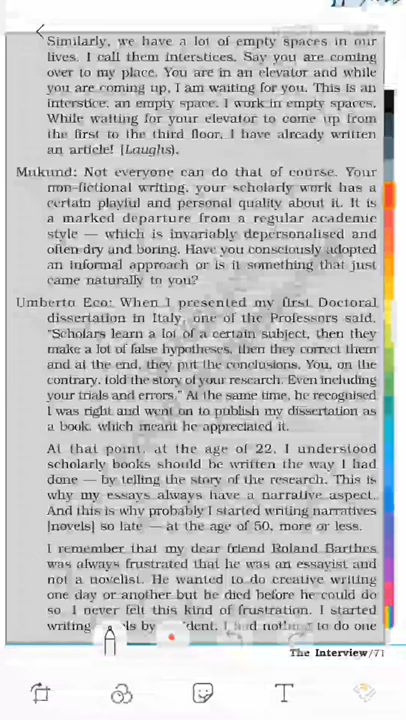 Similarly, we have a lot of empty spaces in our
lives. I call them interstices. Say you are coming
over to my place. You are in an elevator and while
you are coming up, I am waiting for you. This is an
interstice, an empty space. I work in empty spaces.
While waiting for your elevator to come up from
the first to the third floor, I have already written
an article! (Laughs).
Mukund: Not everyone can do that of course. Your
non-fictional writing, your scholarly work has a
certain playful and personal quality about it. It is
a marked departure from a regular academic
style — which is invariably depersonalised and
often dry and boring. Have you consciously adopted
an informal approach or is it something that just
came naturally to you?
Umberto Eco: When I presented my first Doctoral
dissertation in Italy, one of the Professors said,
"Scholars learn a lot of a certain subject, then they
make a lot of false hypotheses, then they correct them
and at the end, they put the conclusions. You, on the
contrary, told the story of your research. Even including
your trials and errors." At the same time, he recognised
I was right and went on to publish my dissertation as
a book, which meant he appreciated it.
At that point, at the age of 22, I understood
scholarly books should be written the way I had
done — by telling the story of the research. This is
why my essays always have a narrative aspect.
And this is why probably I started writing narratives
[novels] so late — at the age of 50, more or less.
I remember that my dear friend Roland Barthes
was always frustrated that he was an essayist and
not a novelist. He wanted to do creative writing
one day or another but he died before he could do
so. I never felt this kind of frustration. I started
writing by I had to do one
The Interview/71
T